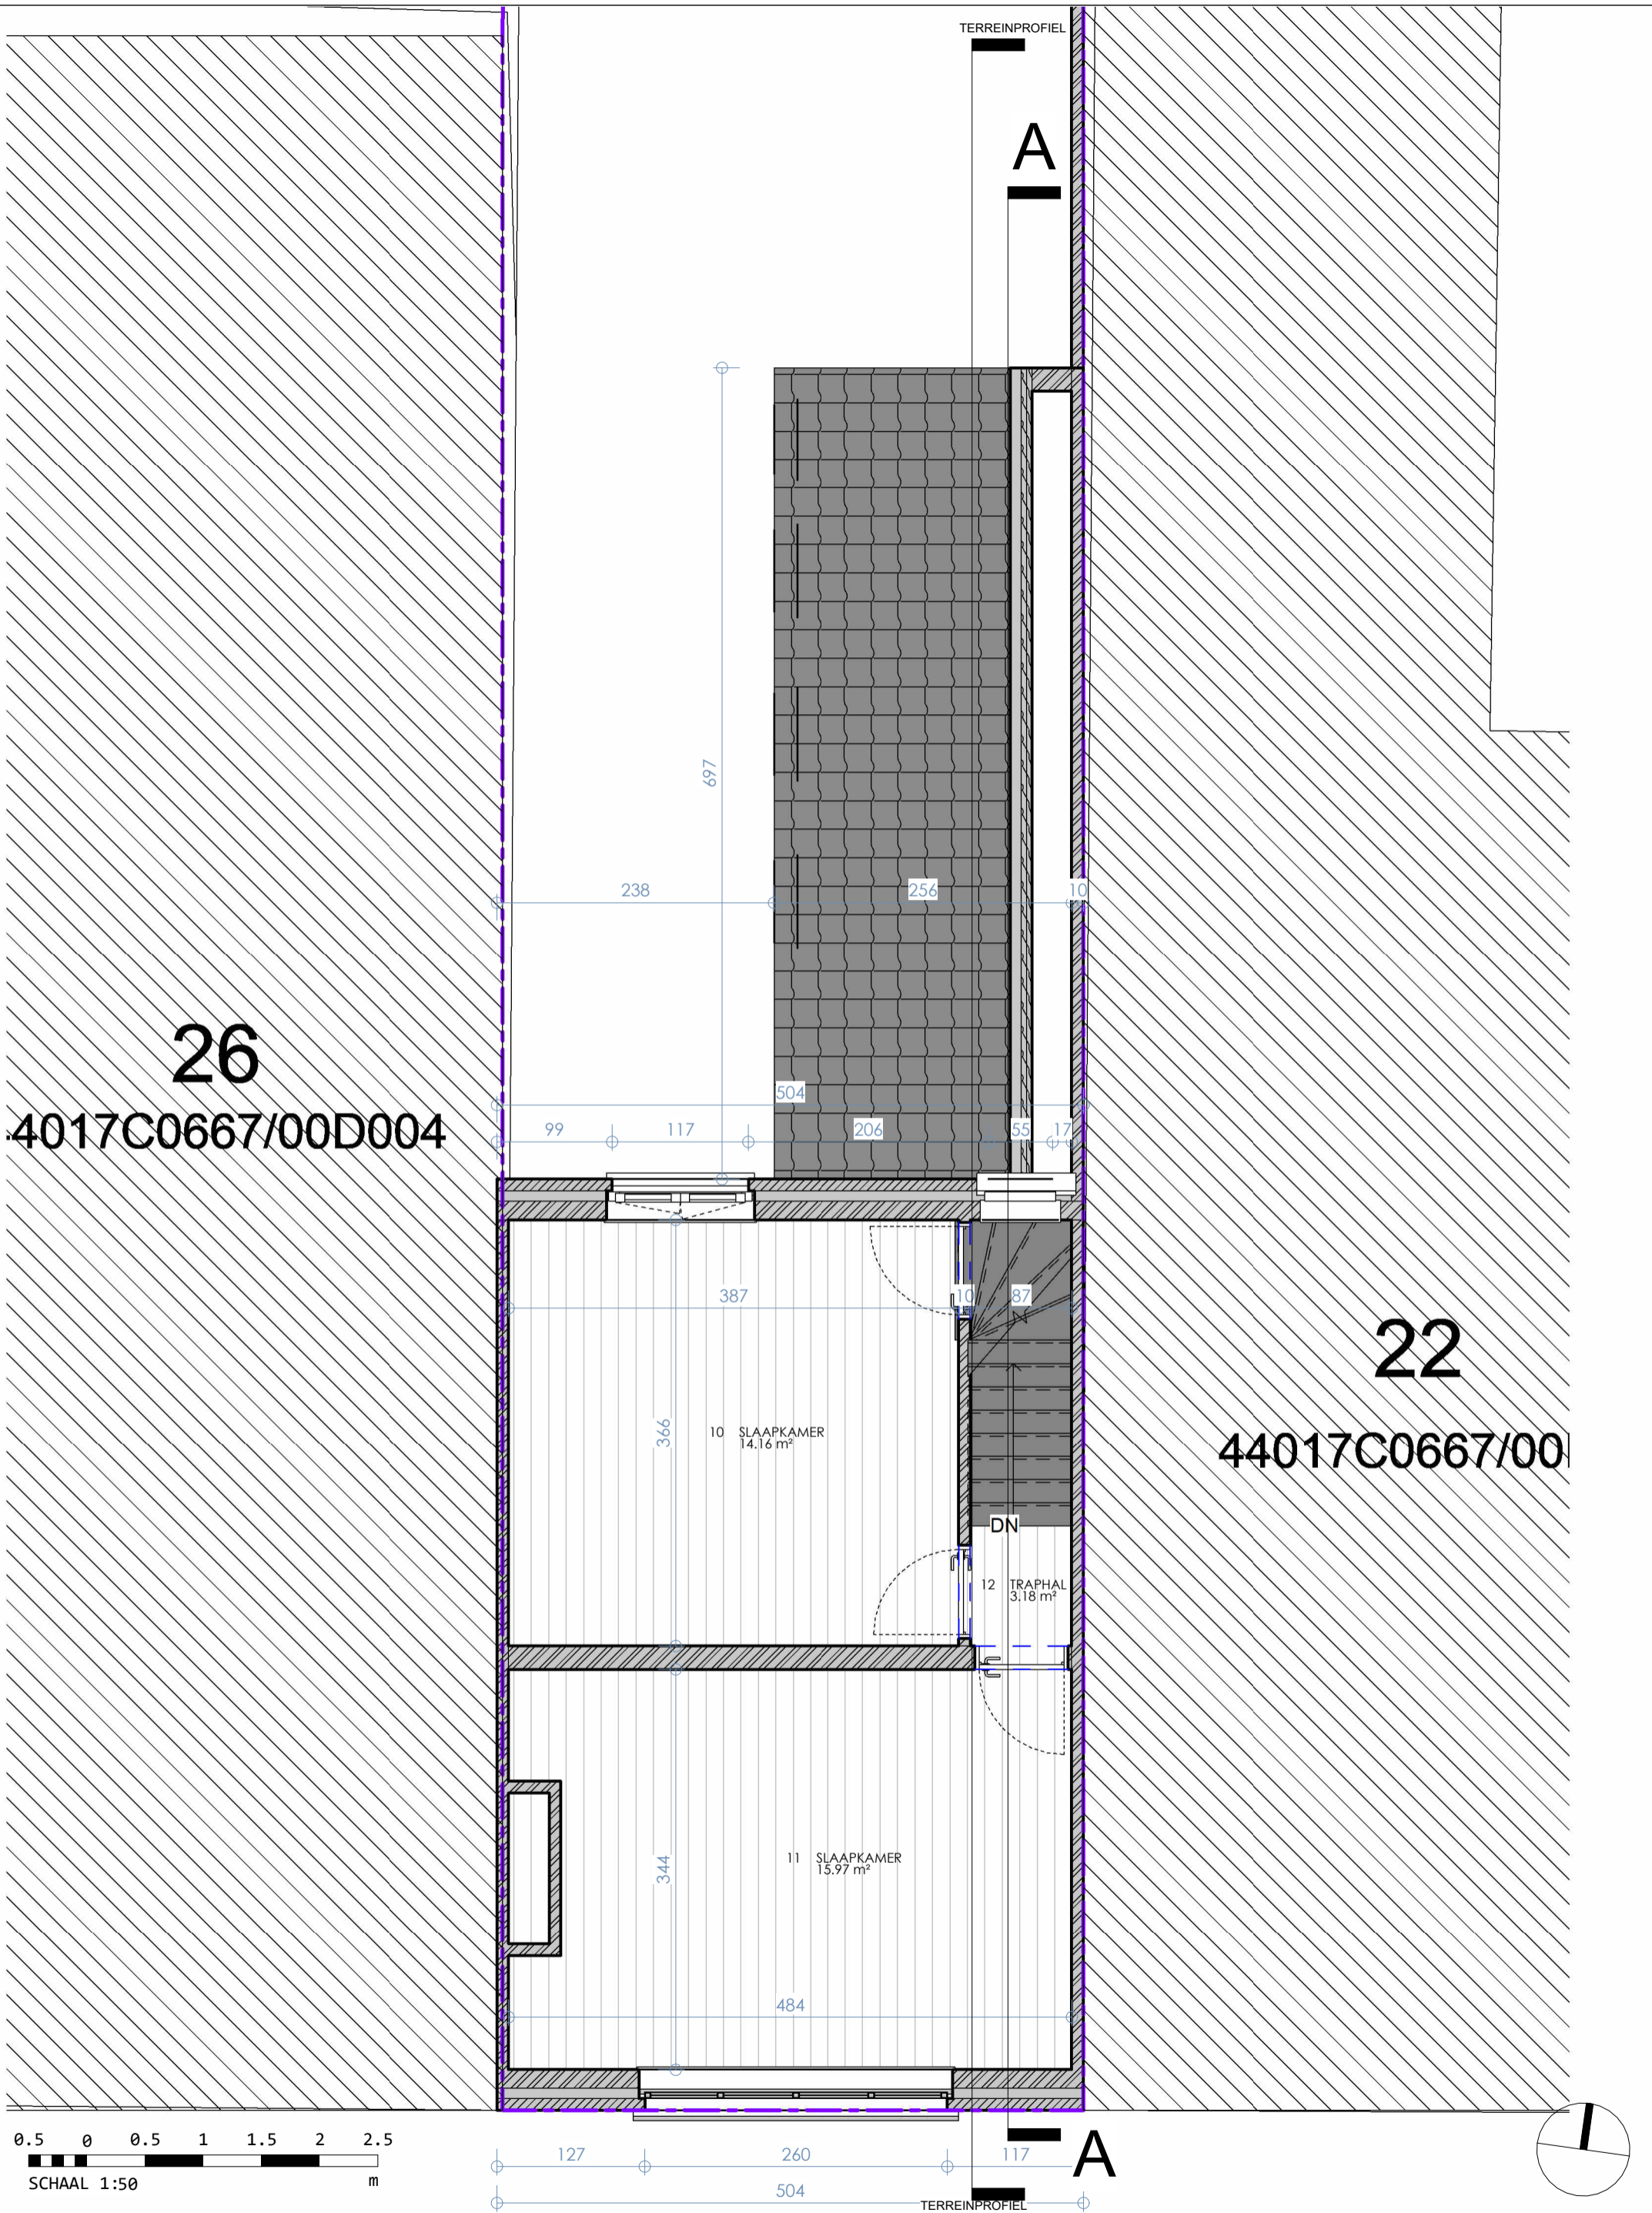 TERREINPROFIEL
A
697
238
256
10
26
504
4017C0667/00D004
99
117
206
55
17
387
10
87
22
366
10 SLAAPKAMER
14.16 m²
44017C0667/00
DN
12 TRAPHAL
3.18 m²
344
11 SLAAPKAMER
15.97 m²
484
0.5 0 0.5 1 1.5 2 2.5
SCHAAL 1:50
m
127
260
117
A
504
TERREINPROFIEL